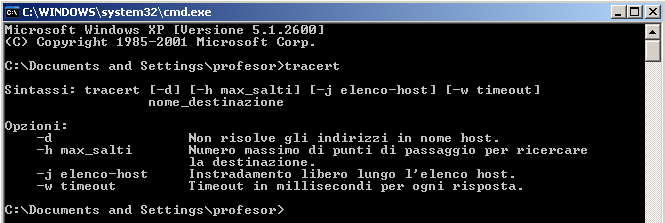 C:\WINDOWS\system32\cmd.exe
Microsoft Windows XP [Versione 5.1.2600]
(C) Copyright 1985-2001 Microsoft Corp.
C:\Documents and Settings\profesor>tracert
Sintassi: tracert [-d] [-h max_salti] [-j elenco-host] [-w timeout]
nome_destinazione
Opzioni:
-d Non risolve gli indirizzi in nome host.
-h max_salti Numero massimo di punti di passaggio per ricercare
la destinazione.
-j elenco-host Instradamento libero lungo l'elenco host.
-w timeout Timeout in millisecondi per ogni risposta.
C:\Documents and Settings\profesor>